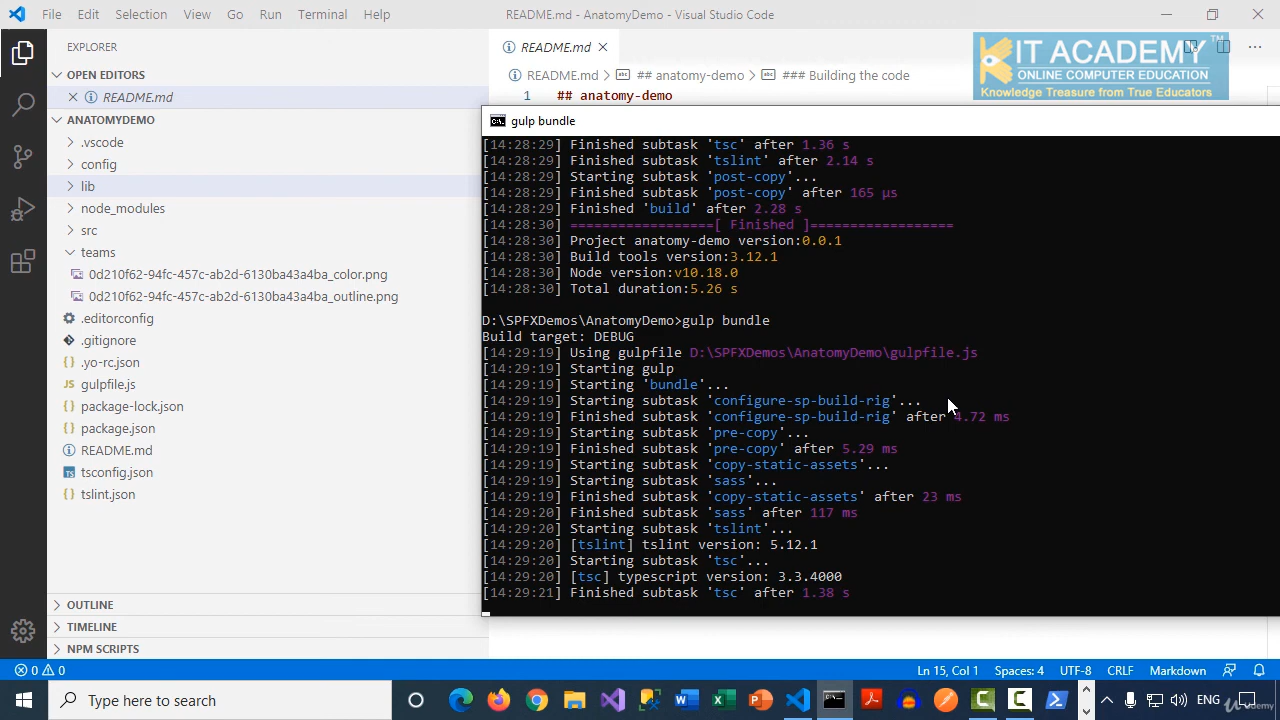 File Edit Selection View Go Run Terminal Help README.md - AnatomyDemo - Visual Studio Code
EXPLORER
OPEN EDITORS
README.md
ANATOMYDEMO
.vscode
config
lib
node_modules
src
teams
0d210f62-94fc-457c-ab2d-6130ba43a4ba_color.png
0d210f62-94fc-457c-ab2d-6130ba43a4ba_outline.png
.editorconfig
.gitignore
.yo-rc.json
gulpfile.js
package-lock.json
package.json
README.md
tsconfig.json
tslint.json
OUTLINE
TIMELINE
NPM SCRIPTS
README.md
README.md > ## anatomy-demo > ### Building the code
1 ## anatomy-demo
KIT ACADEMY TM
ONLINE COMPUTER EDUCATION
Knowledge Treasure from True Educators
gulp bundle
[14:28:29] Finished subtask 'tsc' after 1.36 s
[14:28:29] Finished subtask 'tslint' after 2.14 s
[14:28:29] Starting subtask 'post-copy'...
[14:28:29] Finished subtask 'post-copy' after 165 μs
[14:28:29] Finished 'build' after 2.28 s
[14:28:30] ==================[ Finished ]==================
[14:28:30] Project anatomy-demo version:0.0.1
[14:28:30] Build tools version:3.12.1
[14:28:30] Node version:v10.18.0
[14:28:30] Total duration:5.26 s
D:\SPFXDemos\AnatomyDemo>gulp bundle
Build target: DEBUG
[14:29:19] Using gulpfile D:\SPFXDemos\AnatomyDemo\gulpfile.js
[14:29:19] Starting gulp
[14:29:19] Starting 'bundle'...
[14:29:19] Starting subtask 'configure-sp-build-rig'...
[14:29:19] Finished subtask 'configure-sp-build-rig' after 4.72 ms
[14:29:19] Starting subtask 'pre-copy'...
[14:29:19] Finished subtask 'pre-copy' after 5.29 ms
[14:29:19] Starting subtask 'copy-static-assets'...
[14:29:19] Starting subtask 'sass'...
[14:29:19] Finished subtask 'copy-static-assets' after 23 ms
[14:29:20] Finished subtask 'sass' after 117 ms
[14:29:20] Starting subtask 'tslint'...
[14:29:20] [tslint] tslint version: 5.12.1
[14:29:20] Starting subtask 'tsc'...
[14:29:20] [tsc] typescript version: 3.3.4000
[14:29:21] Finished subtask 'tsc' after 1.38 s
0 0 Ln 15, Col 1 Spaces: 4 UTF-8 CRLF Markdown
Type here to search ENG
Udemy